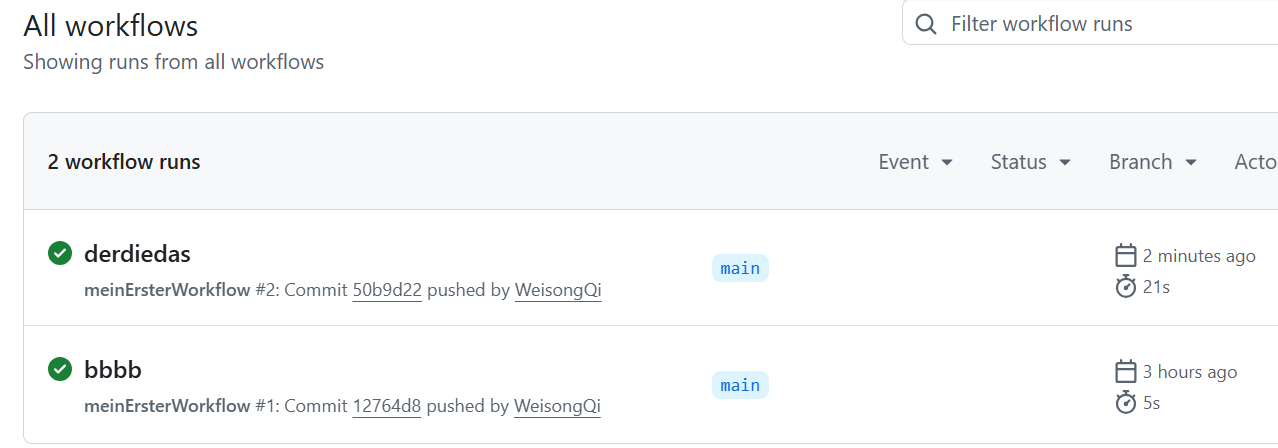 All workflows
Filter workflow runs
Showing runs from all workflows
2 workflow runs
Event
Status
Branch
Acto
derdiedas
meinErsterWorkflow #2: Commit 50b9d22 pushed by WeisongQi
main
2 minutes ago
21s
bbbb
meinErsterWorkflow #1: Commit 12764d8 pushed by WeisongQi
main
3 hours ago
5s